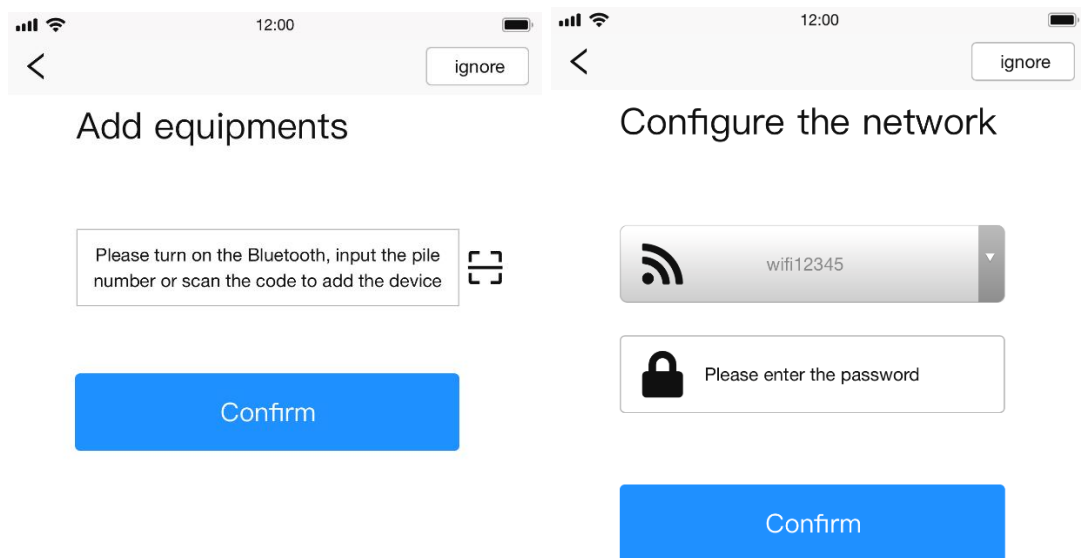 12:00
ignore
Add equipments
Please turn on the Bluetooth, input the pile
number or scan the code to add the device
Confirm
12:00
ignore
Configure the network
wifi12345
Please enter the password
Confirm